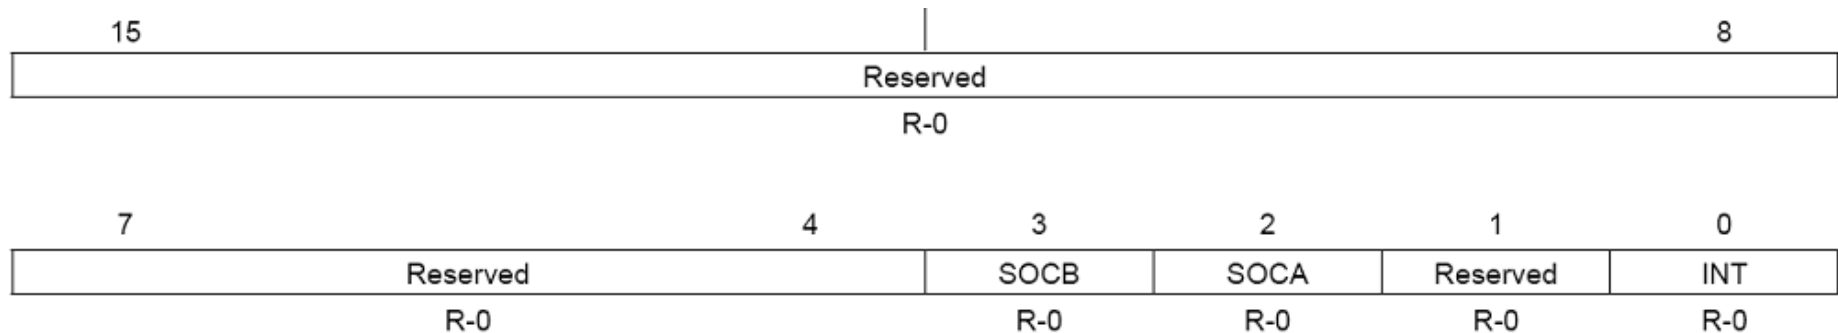 15 8
Reserved
R-0
7 4 3 2 1 0
Reserved SOCB SOCA Reserved INT
R-0 R-0 R-0 R-0 R-0